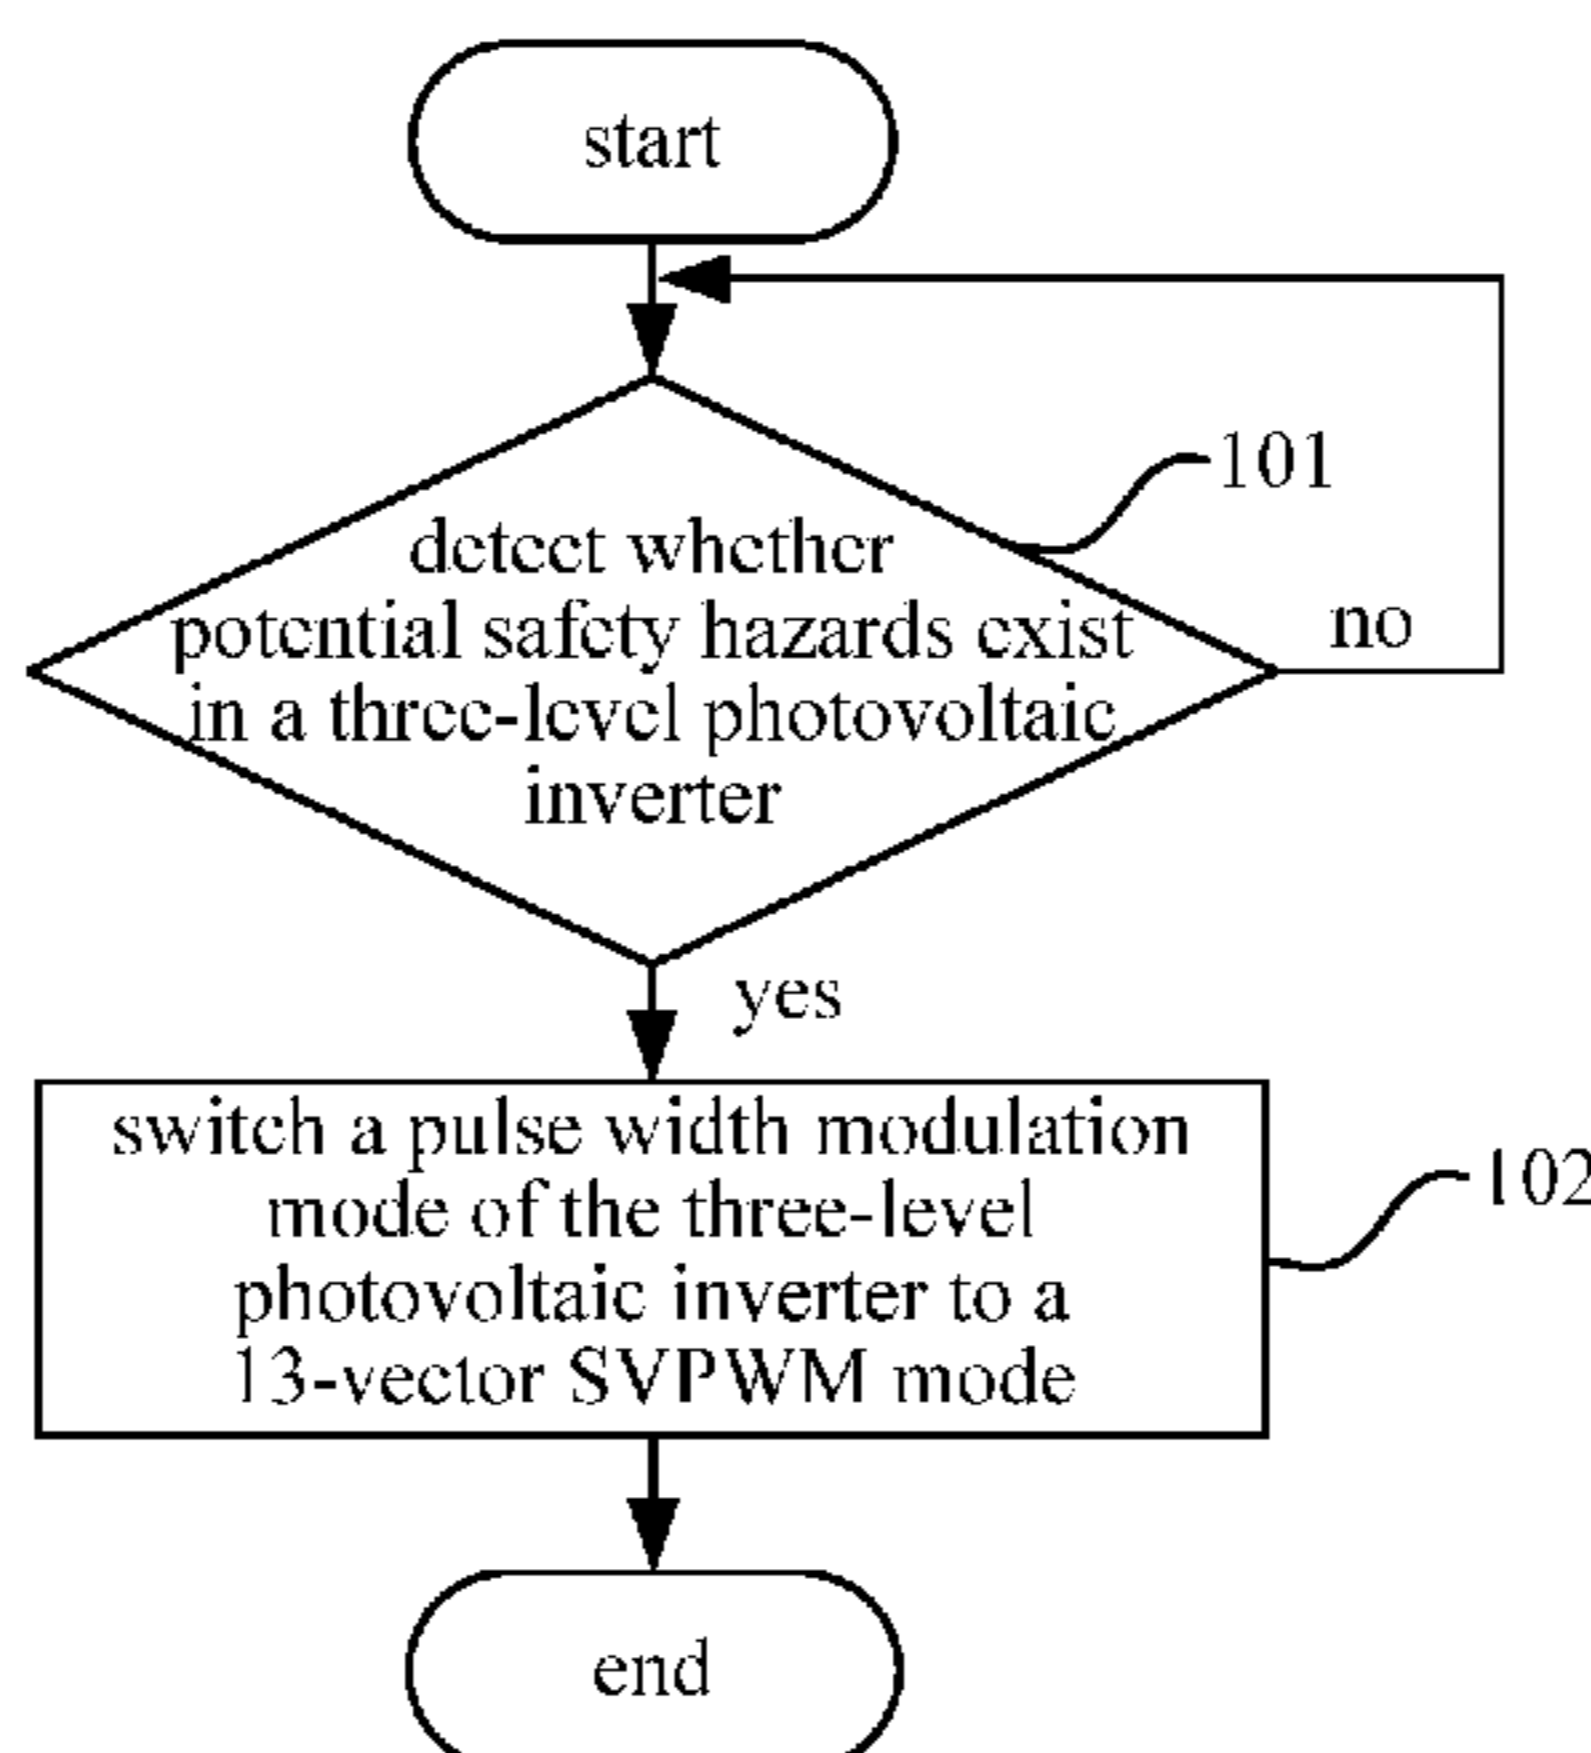 start
101
detect whether
potential safety hazards exist
no
in a three-level photovoltaic
inverter
yes
switch a pulse width modulation
mode of the three-level
102
photovoltaic inverter to a
13-vector SVPWM mode
end